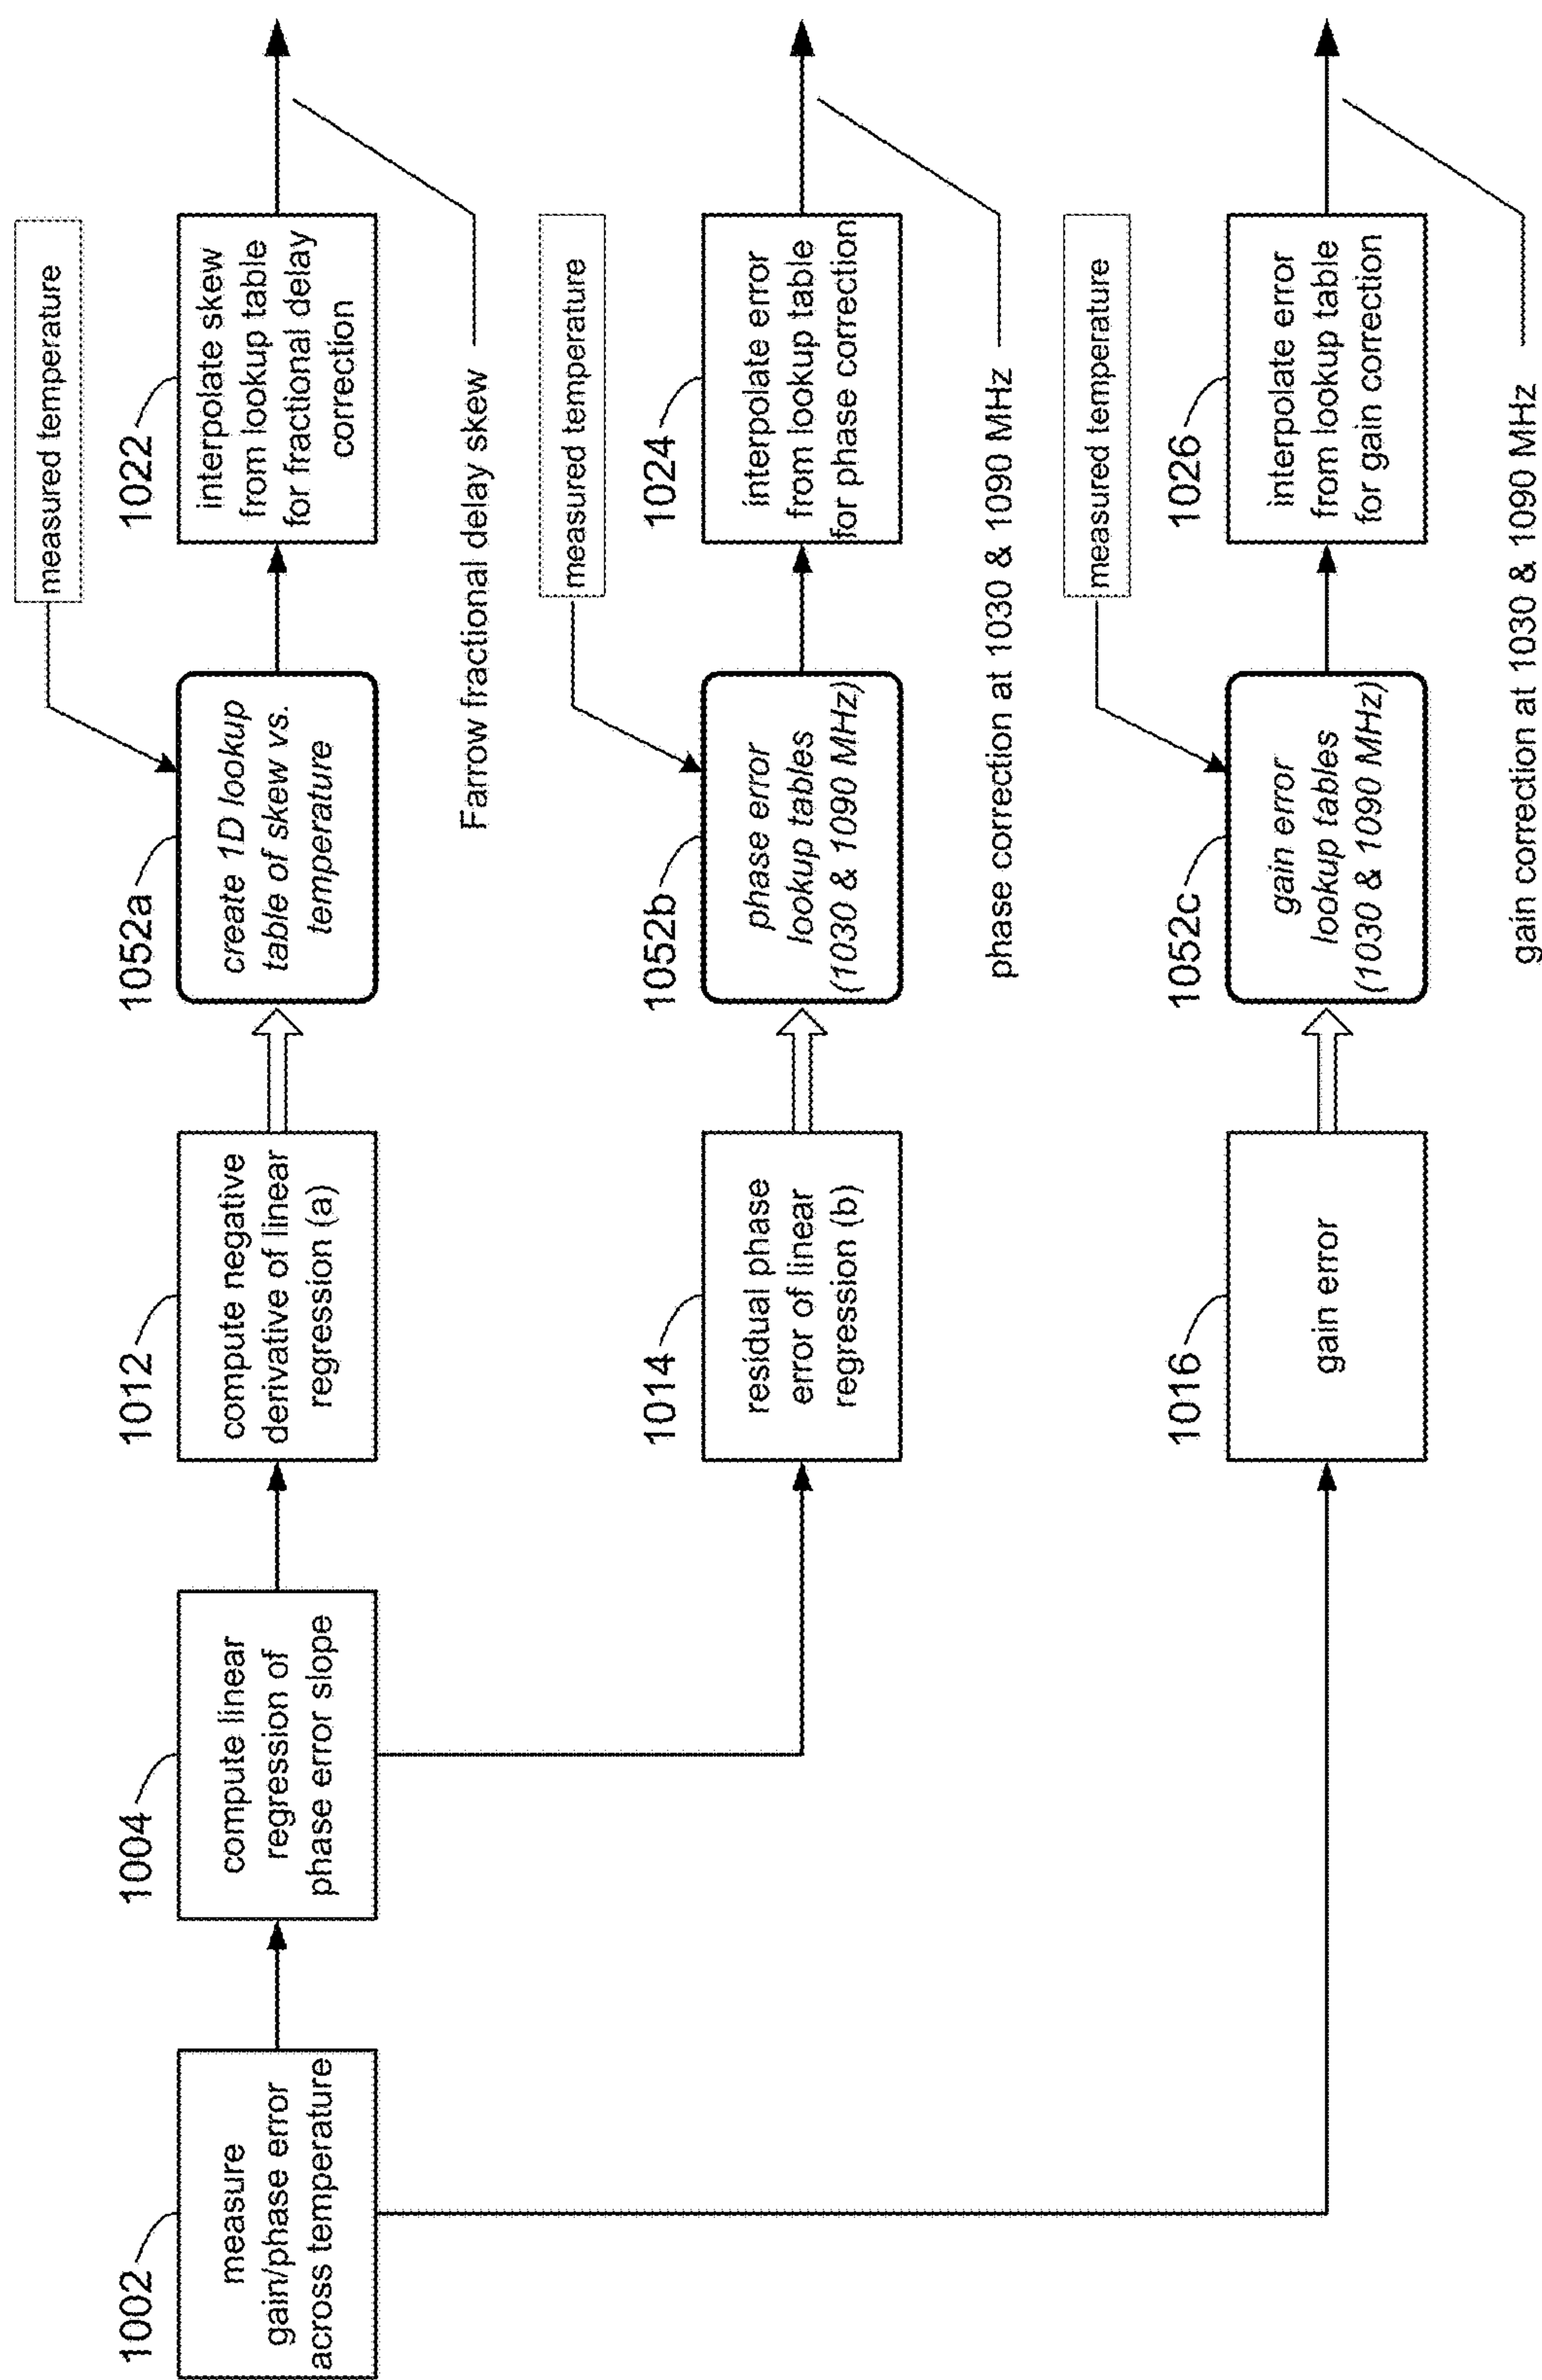 1002
measure
gain/phase error
across temperature
1004
compute linear
regression of
phase error slope
1012
compute negative
derivative of linear
regression (a)
1052a
create 1D lookup
table of skew vs.
temperature
measured temperature
1022
interpolate skew
from lookup table
for fractional delay
correction
Farrow fractional delay skew
1014
residual phase
error of linear
regression (b)
1052b
phase error
lookup tables
(1030 & 1090 MHz)
measured temperature
1024
interpolate error
from lookup table
for phase correction
phase correction at 1030 & 1090 MHz
1016
gain error
1052c
gain error
lookup tables
(1030 & 1090 MHz)
measured temperature
1026
interpolate error
from lookup table
for gain correction
gain correction at 1030 & 1090 MHz